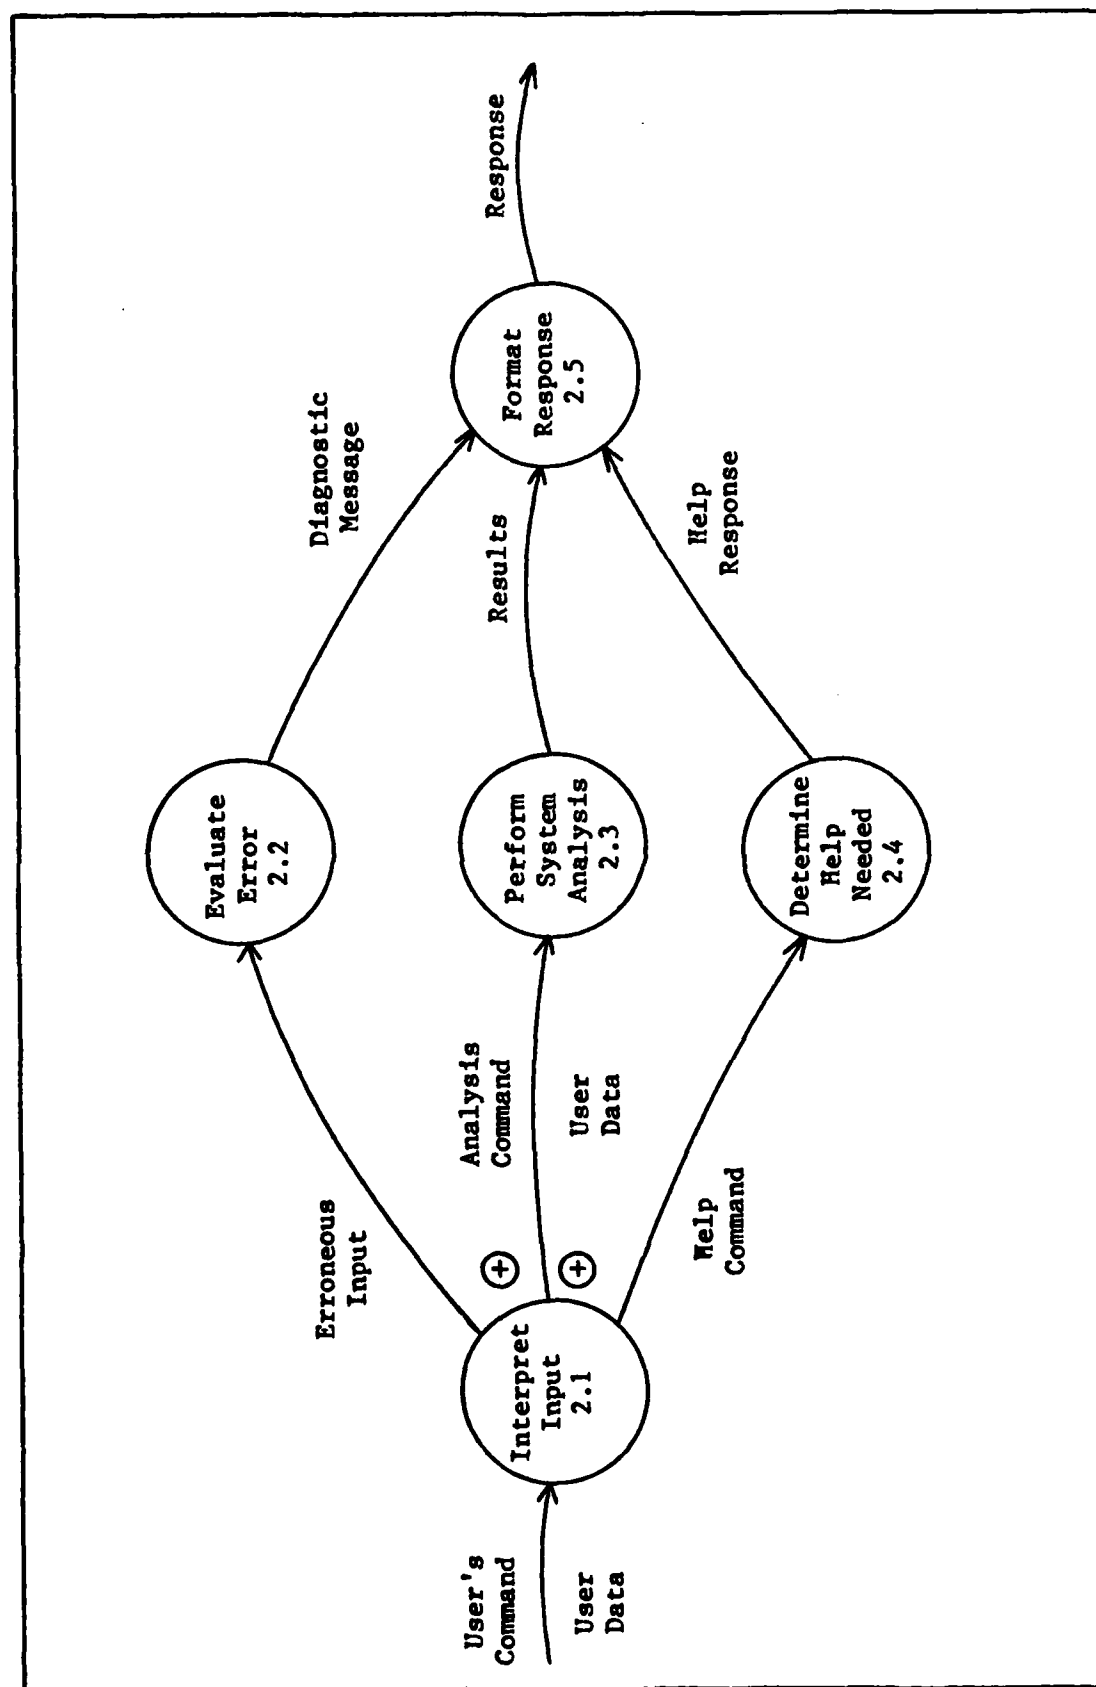 User's
Command
User
Data
Interpret
Input
2.1
Erroneous
Input
Analysis
Command
User
Data
Help
Command
Evaluate
Error
2.2
Perform
System
Analysis
2.3
Determine
Help
Needed
2.4
Diagnostic
Message
Results
Help
Response
Format
Response
2.5
Response